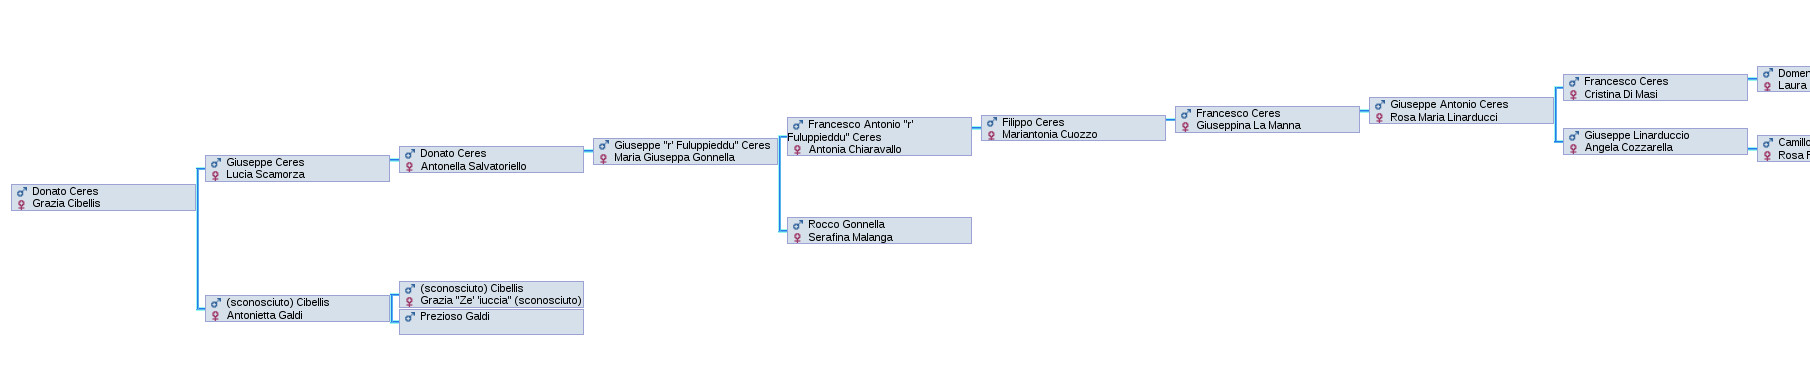 Donato Ceres
Grazia Cibellis
Giuseppe Ceres
Lucia Scamorza
(sconosciuto) Cibellis
Antonietta Galdi
Donato Ceres
Antonella Salvatoriello
(sconosciuto) Cibellis
Grazia "Ze' 'iuccia" (sconosciuto)
Prezioso Galdi
Giuseppe "r' Fuluppieddu" Ceres
Maria Giuseppa Gonnella
Francesco Antonio "r'
Fuluppieddu" Ceres
Antonia Chiaravallo
Rocco Gonnella
Serafina Malanga
Filippo Ceres
Mariantonia Cuozzo
Francesco Ceres
Giuseppina La Manna
Giuseppe Antonio Ceres
Rosa Maria Linarducci
Francesco Ceres
Cristina Di Masi
Giuseppe Linarduccio
Angela Cozzarella
Laura
Rosa